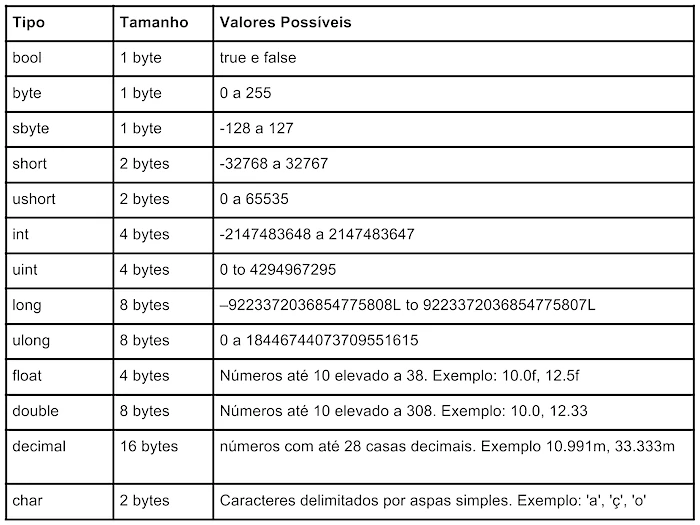 Tipo Tamanho Valores Possíveis
bool 1 byte true e false
byte 1 byte 0 a 255
sbyte 1 byte -128 a 127
short 2 bytes -32768 a 32767
ushort 2 bytes 0 a 65535
int 4 bytes -2147483648 a 2147483647
uint 4 bytes 0 to 4294967295
long 8 bytes –9223372036854775808L to 9223372036854775807L
ulong 8 bytes 0 a 18446744073709551615
float 4 bytes Números até 10 elevado a 38. Exemplo: 10.0f, 12.5f
double 8 bytes Números até 10 elevado a 308. Exemplo: 10.0, 12.33
decimal 16 bytes números com até 28 casas decimais. Exemplo 10.991m, 33.333m
char 2 bytes Caracteres delimitados por aspas simples. Exemplo: 'a', 'ç', 'o'